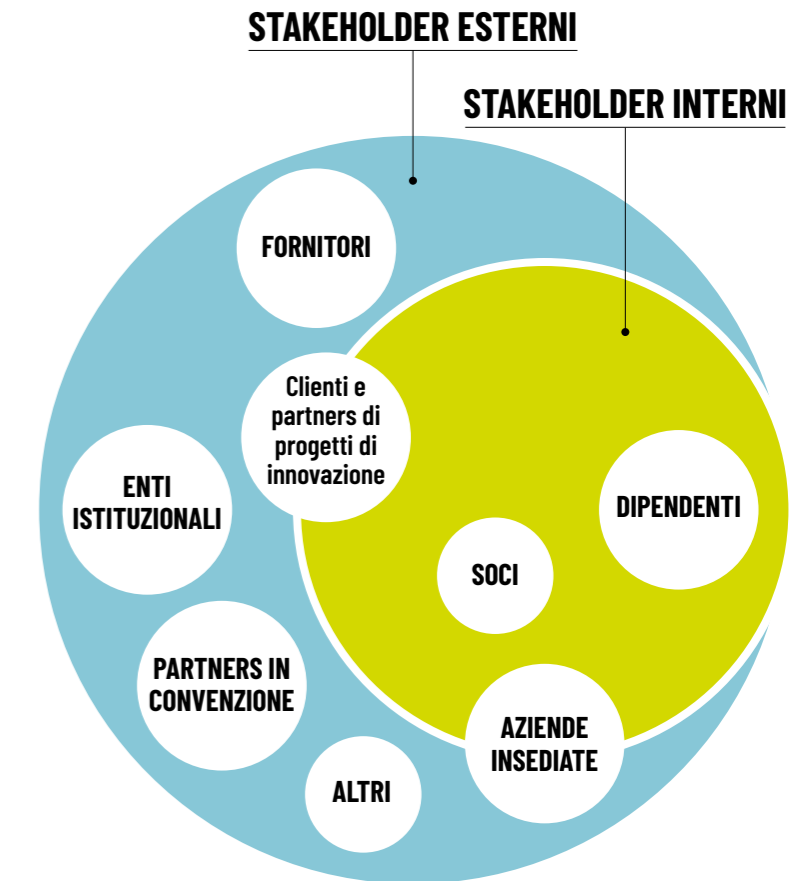 STAKEHOLDER ESTERNI
STAKEHOLDER INTERNI
FORNITORI
Clienti e
partners di
progetti di
innovazione
ENTI
ISTITUZIONALI
DIPENDENTI
SOCI
PARTNERS IN
CONVENZIONE
AZIENDE
INSEDIATE
ALTRI